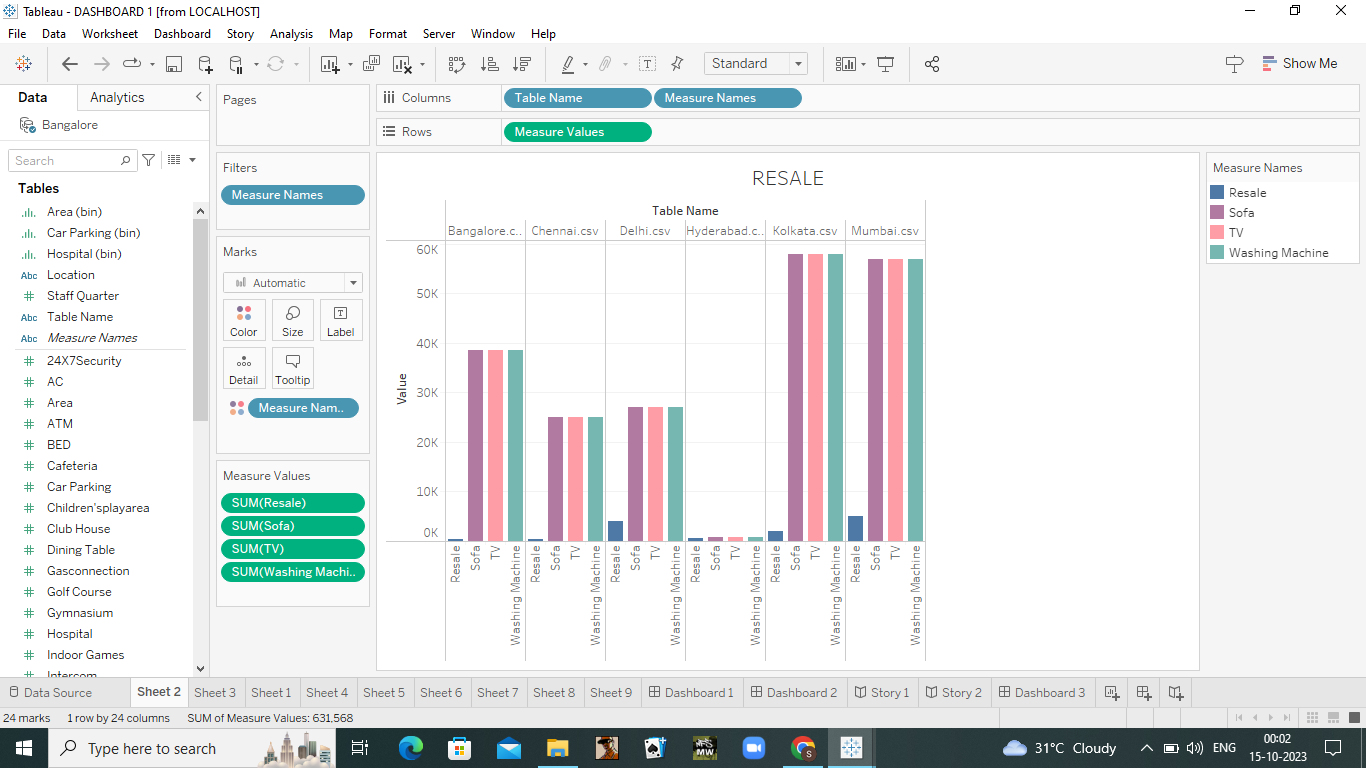 Tableau - DASHBOARD 1 [from LOCALHOST]
File Data Worksheet Dashboard Story Analysis Map Format Server Window Help
Standard
Show Me
Data Analytics
Bangalore
Search
Tables
Area (bin)
Car Parking (bin)
Hospital (bin)
Abc Location
Staff Quarter
Abc Table Name
Abc Measure Names
24X7Security
AC
Area
ATM
BED
Cafeteria
Car Parking
Children'splayarea
Club House
Dining Table
Gasconnection
Golf Course
Gymnasium
Hospital
Indoor Games
Intercom
Pages
Filters
Measure Names
Marks
Automatic
Color Size Label
Detail Tooltip
Measure Nam..
Measure Values
SUM(Resale)
SUM(Sofa)
SUM(TV)
SUM(Washing Machi..
Columns Table Name Measure Names
Rows Measure Values
RESALE
Table Name
Bangalore.c.. Chennai.csv Delhi.csv Hyderabad.c.. Kolkata.csv Mumbai.csv
60K
50K
40K
30K
20K
10K
0K
Value
Resale Sofa TV Washing Machine Resale Sofa TV Washing Machine Resale Sofa TV Washing Machine Resale Sofa TV Washing Machine Resale Sofa TV Washing Machine Resale Sofa TV Washing Machine
Measure Names
Resale
Sofa
TV
Washing Machine
Data Source Sheet 2 Sheet 3 Sheet 1 Sheet 4 Sheet 5 Sheet 6 Sheet 7 Sheet 8 Sheet 9 Dashboard 1 Dashboard 2 Story 1 Story 2 Dashboard 3
24 marks 1 row by 24 columns SUM of Measure Values: 631,568
Type here to search
MW
S
31°C Cloudy
ENG
00:02
15-10-2023